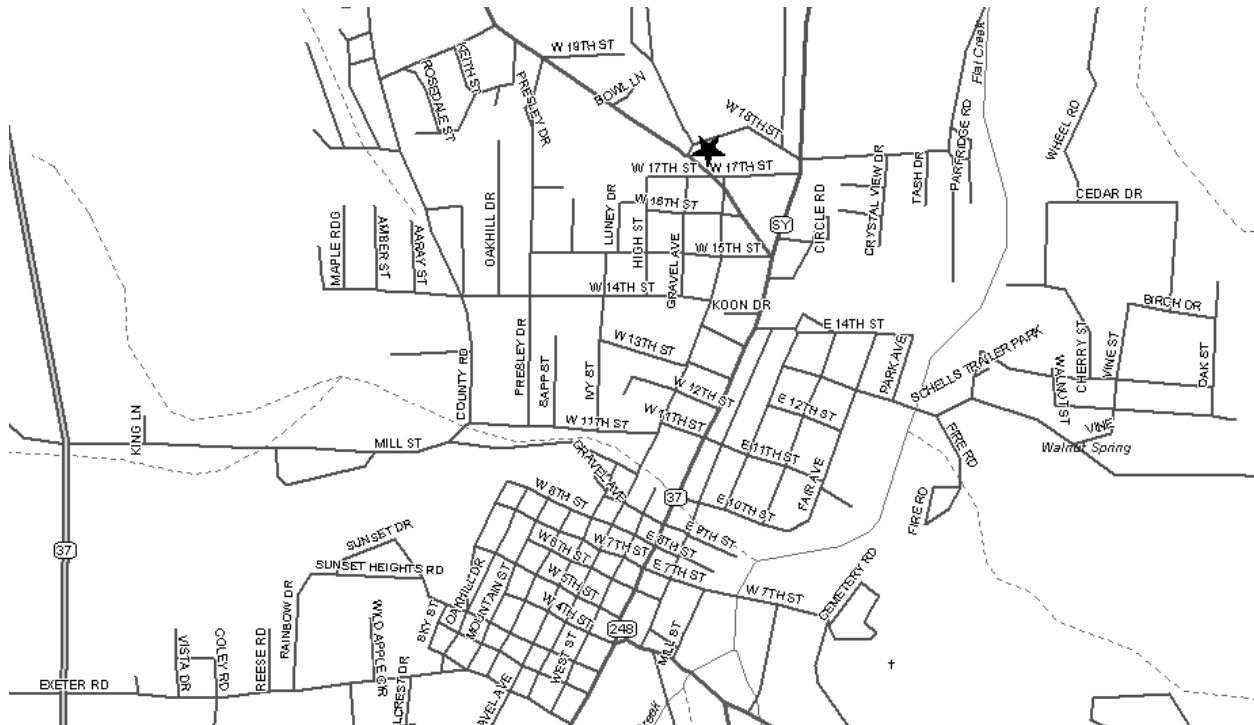 W 19TH ST
KEITH ST
ROSEDALE ST
PRESLEY DR
BOWL LN
Flat Creek
W 18TH ST
WHEEL RD
PARTRIDGE RD
TASH DR
CRYSTAL VIEW DR
W 17TH ST
W 17TH ST
CEDAR DR
OAKHILL DR
LUNEY DR
W 16TH ST
CIRCLE RD
SY
MAPLE RDG
AMBER ST
AARAY ST
HIGH ST
GRAVEL AVE
W 15TH ST
W 14TH ST
KOON DR
BIRCH DR
E 14TH ST
W 13TH ST
PARK AVE
SCHELLS TRAILER PARK
CHERRY ST
VINE ST
OAK ST
WALNUT ST
COUNTY RD
PRESLEY DR
SAPP ST
IVY ST
W 12TH ST
E 12TH ST
W 11TH ST
W 11TH ST
VINE
KING LN
MILL ST
E 11TH ST
FIRE RD
Walnut Spring
GRAVEL AVE
FAIR AVE
W 8TH ST
37
E 10TH ST
FIRE RD
E 9TH ST
SUNSET DR
37
W 6TH ST
W 7TH ST
E 8TH ST
SUNSET HEIGHTS RD
E 7TH ST
W 5TH ST
W 7TH ST
CEMETERY RD
OAKHILL DR
MOUNTAIN ST
W 4TH ST
RAINBOW DR
SKY ST
248
MILL ST
WEST ST
VISTA DR
COLEY RD
REESE RD
WILD APPLE CIR
EXETER RD
LLCREST DR
AVEL AVE
reek